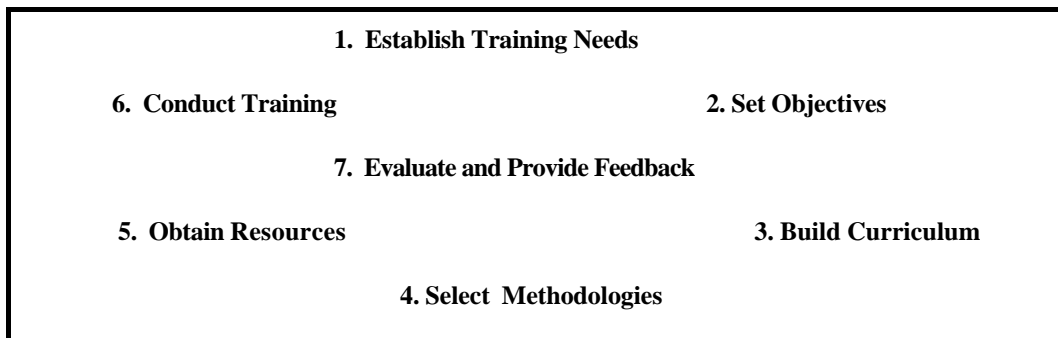 1. Establish Training Needs
6. Conduct Training
2. Set Objectives
7. Evaluate and Provide Feedback
5. Obtain Resources
3. Build Curriculum
4. Select Methodologies